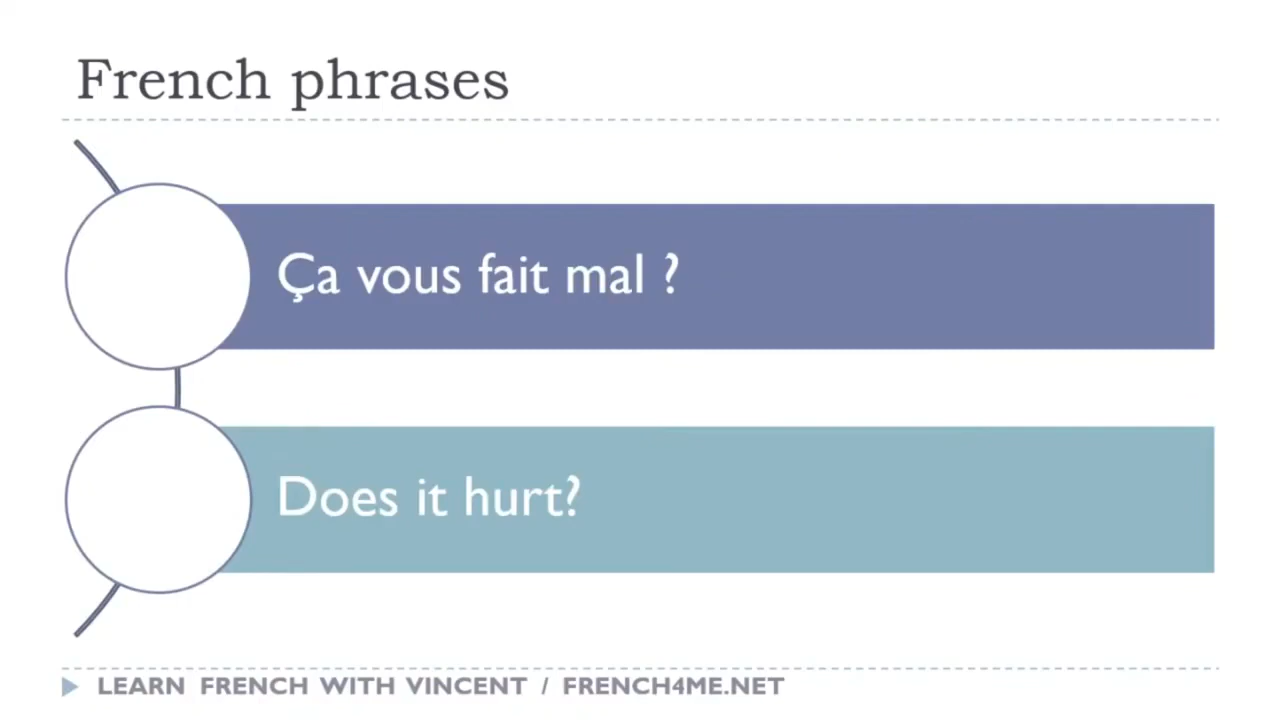 French phrases
Ça vous fait mal ?
Does it hurt?
LEARN FRENCH WITH VINCENT / FRENCH4ME.NET